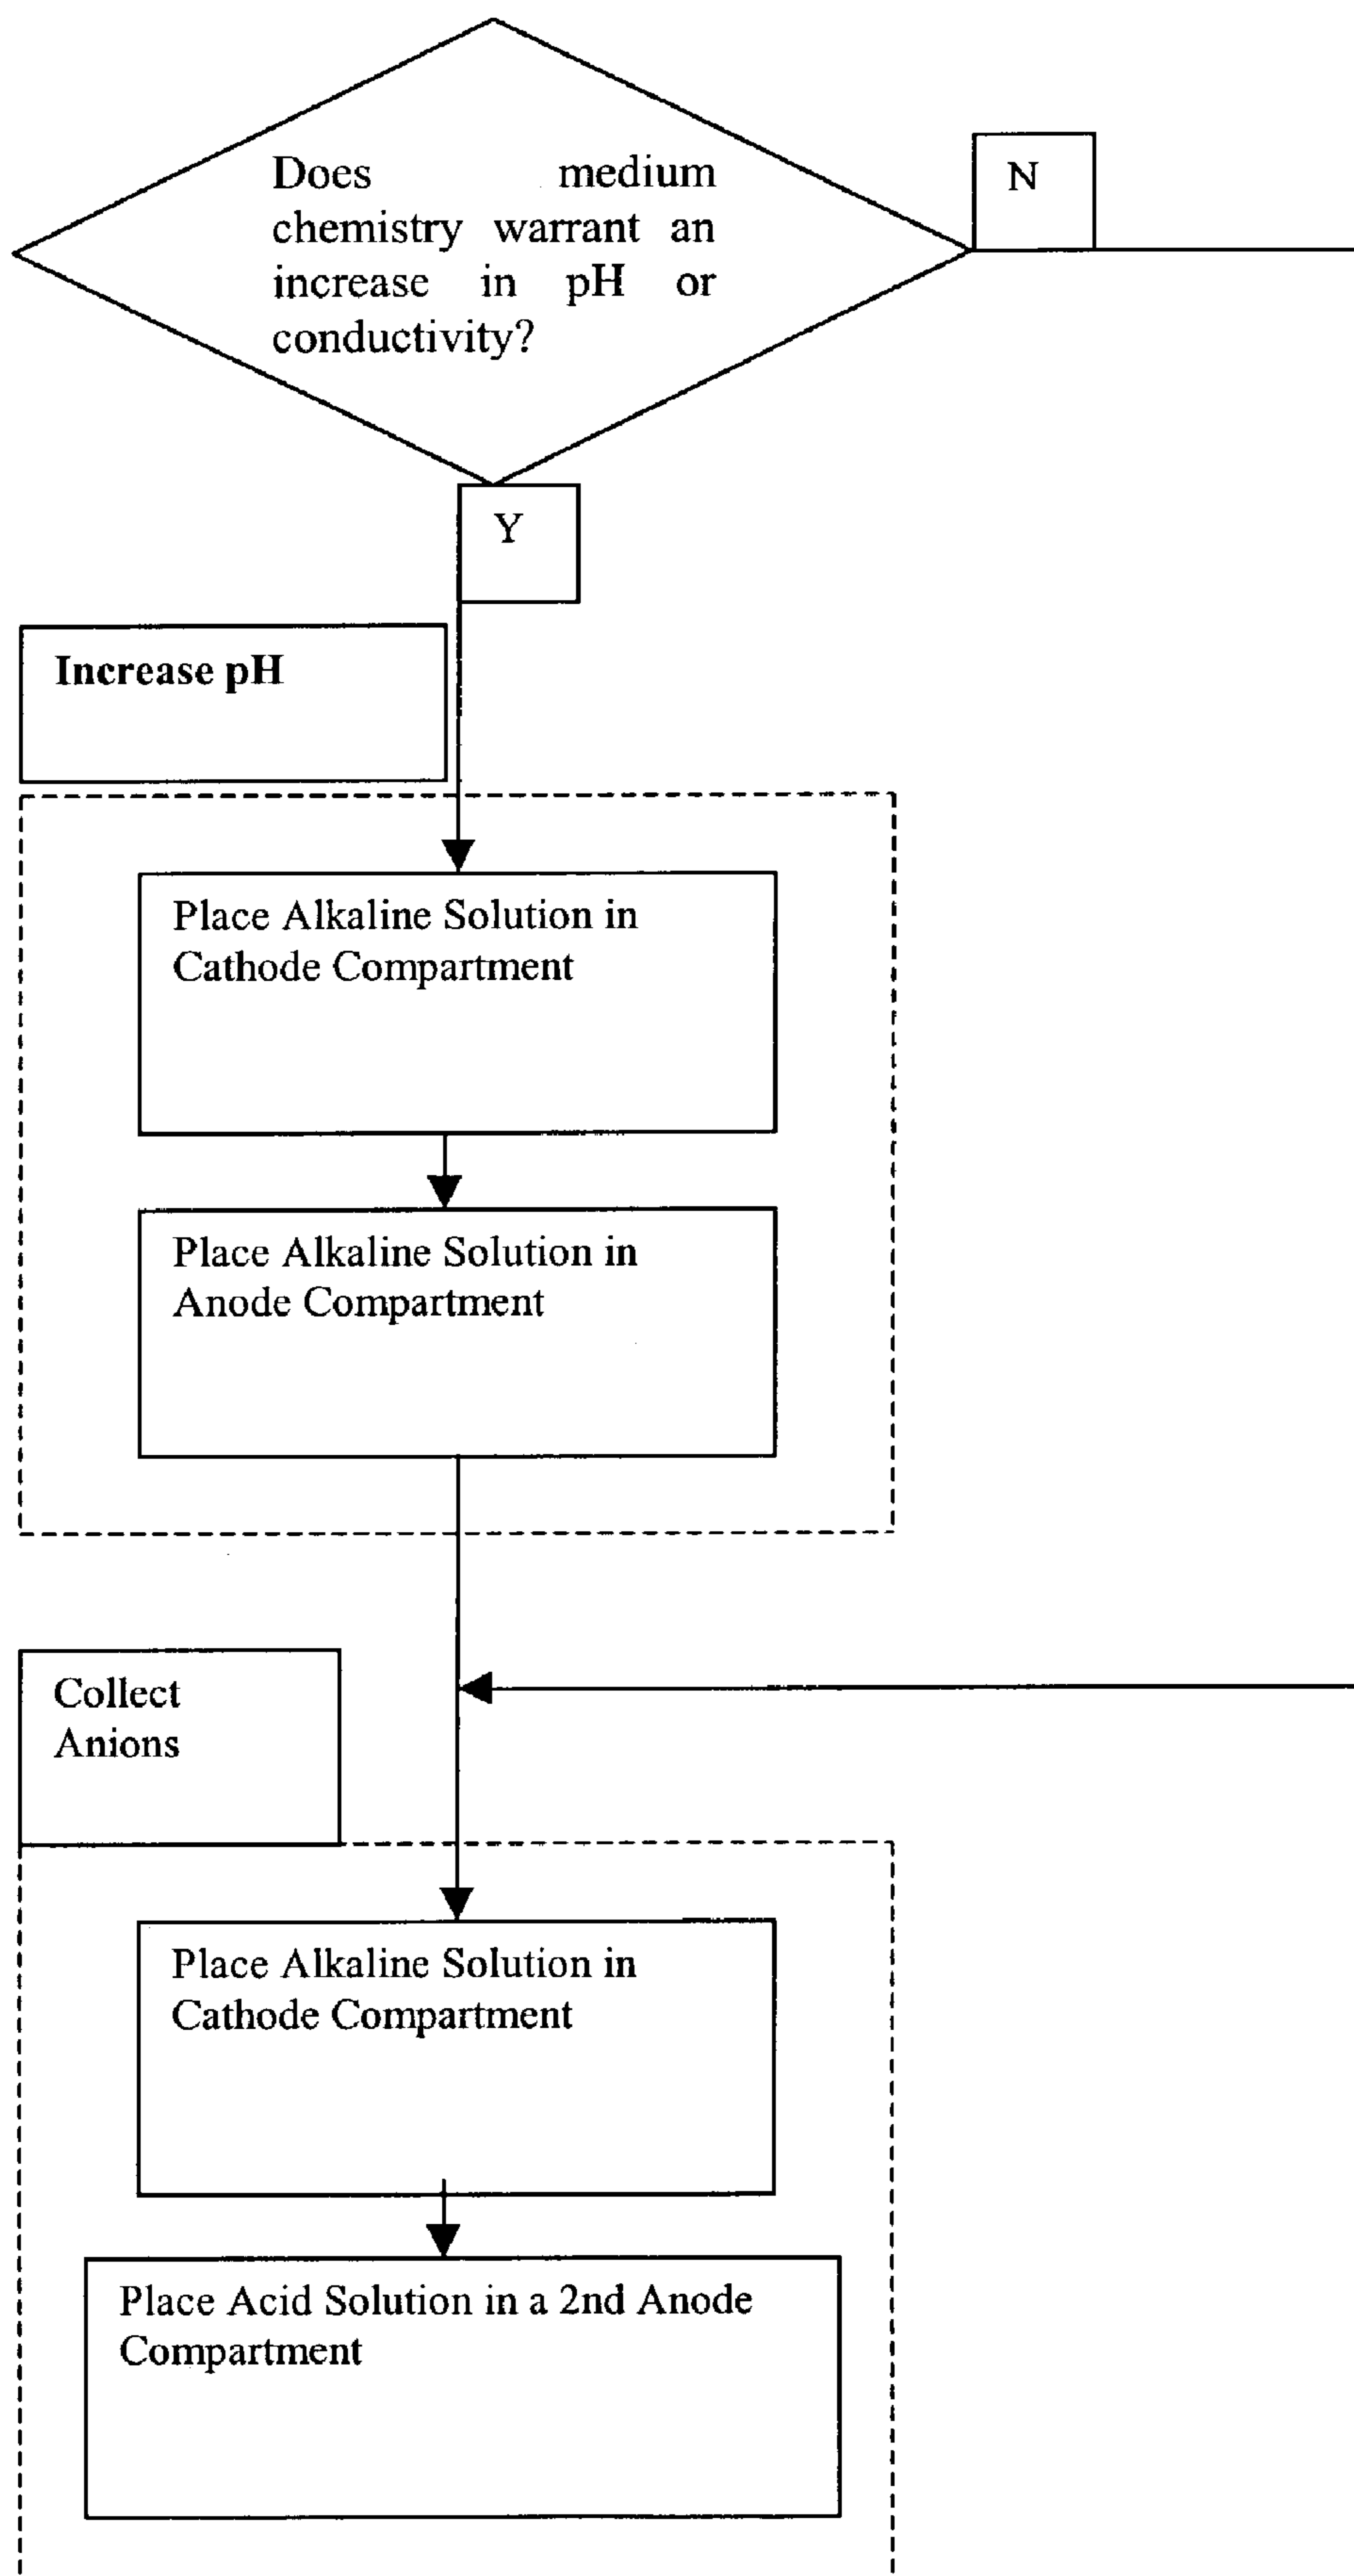 Does medium
chemistry warrant an
increase in pH or
conductivity?
N
Y
Increase pH
Place Alkaline Solution in
Cathode Compartment
Place Alkaline Solution in
Anode Compartment
Collect
Anions
Place Alkaline Solution in
Cathode Compartment
Place Acid Solution in a 2nd Anode
Compartment